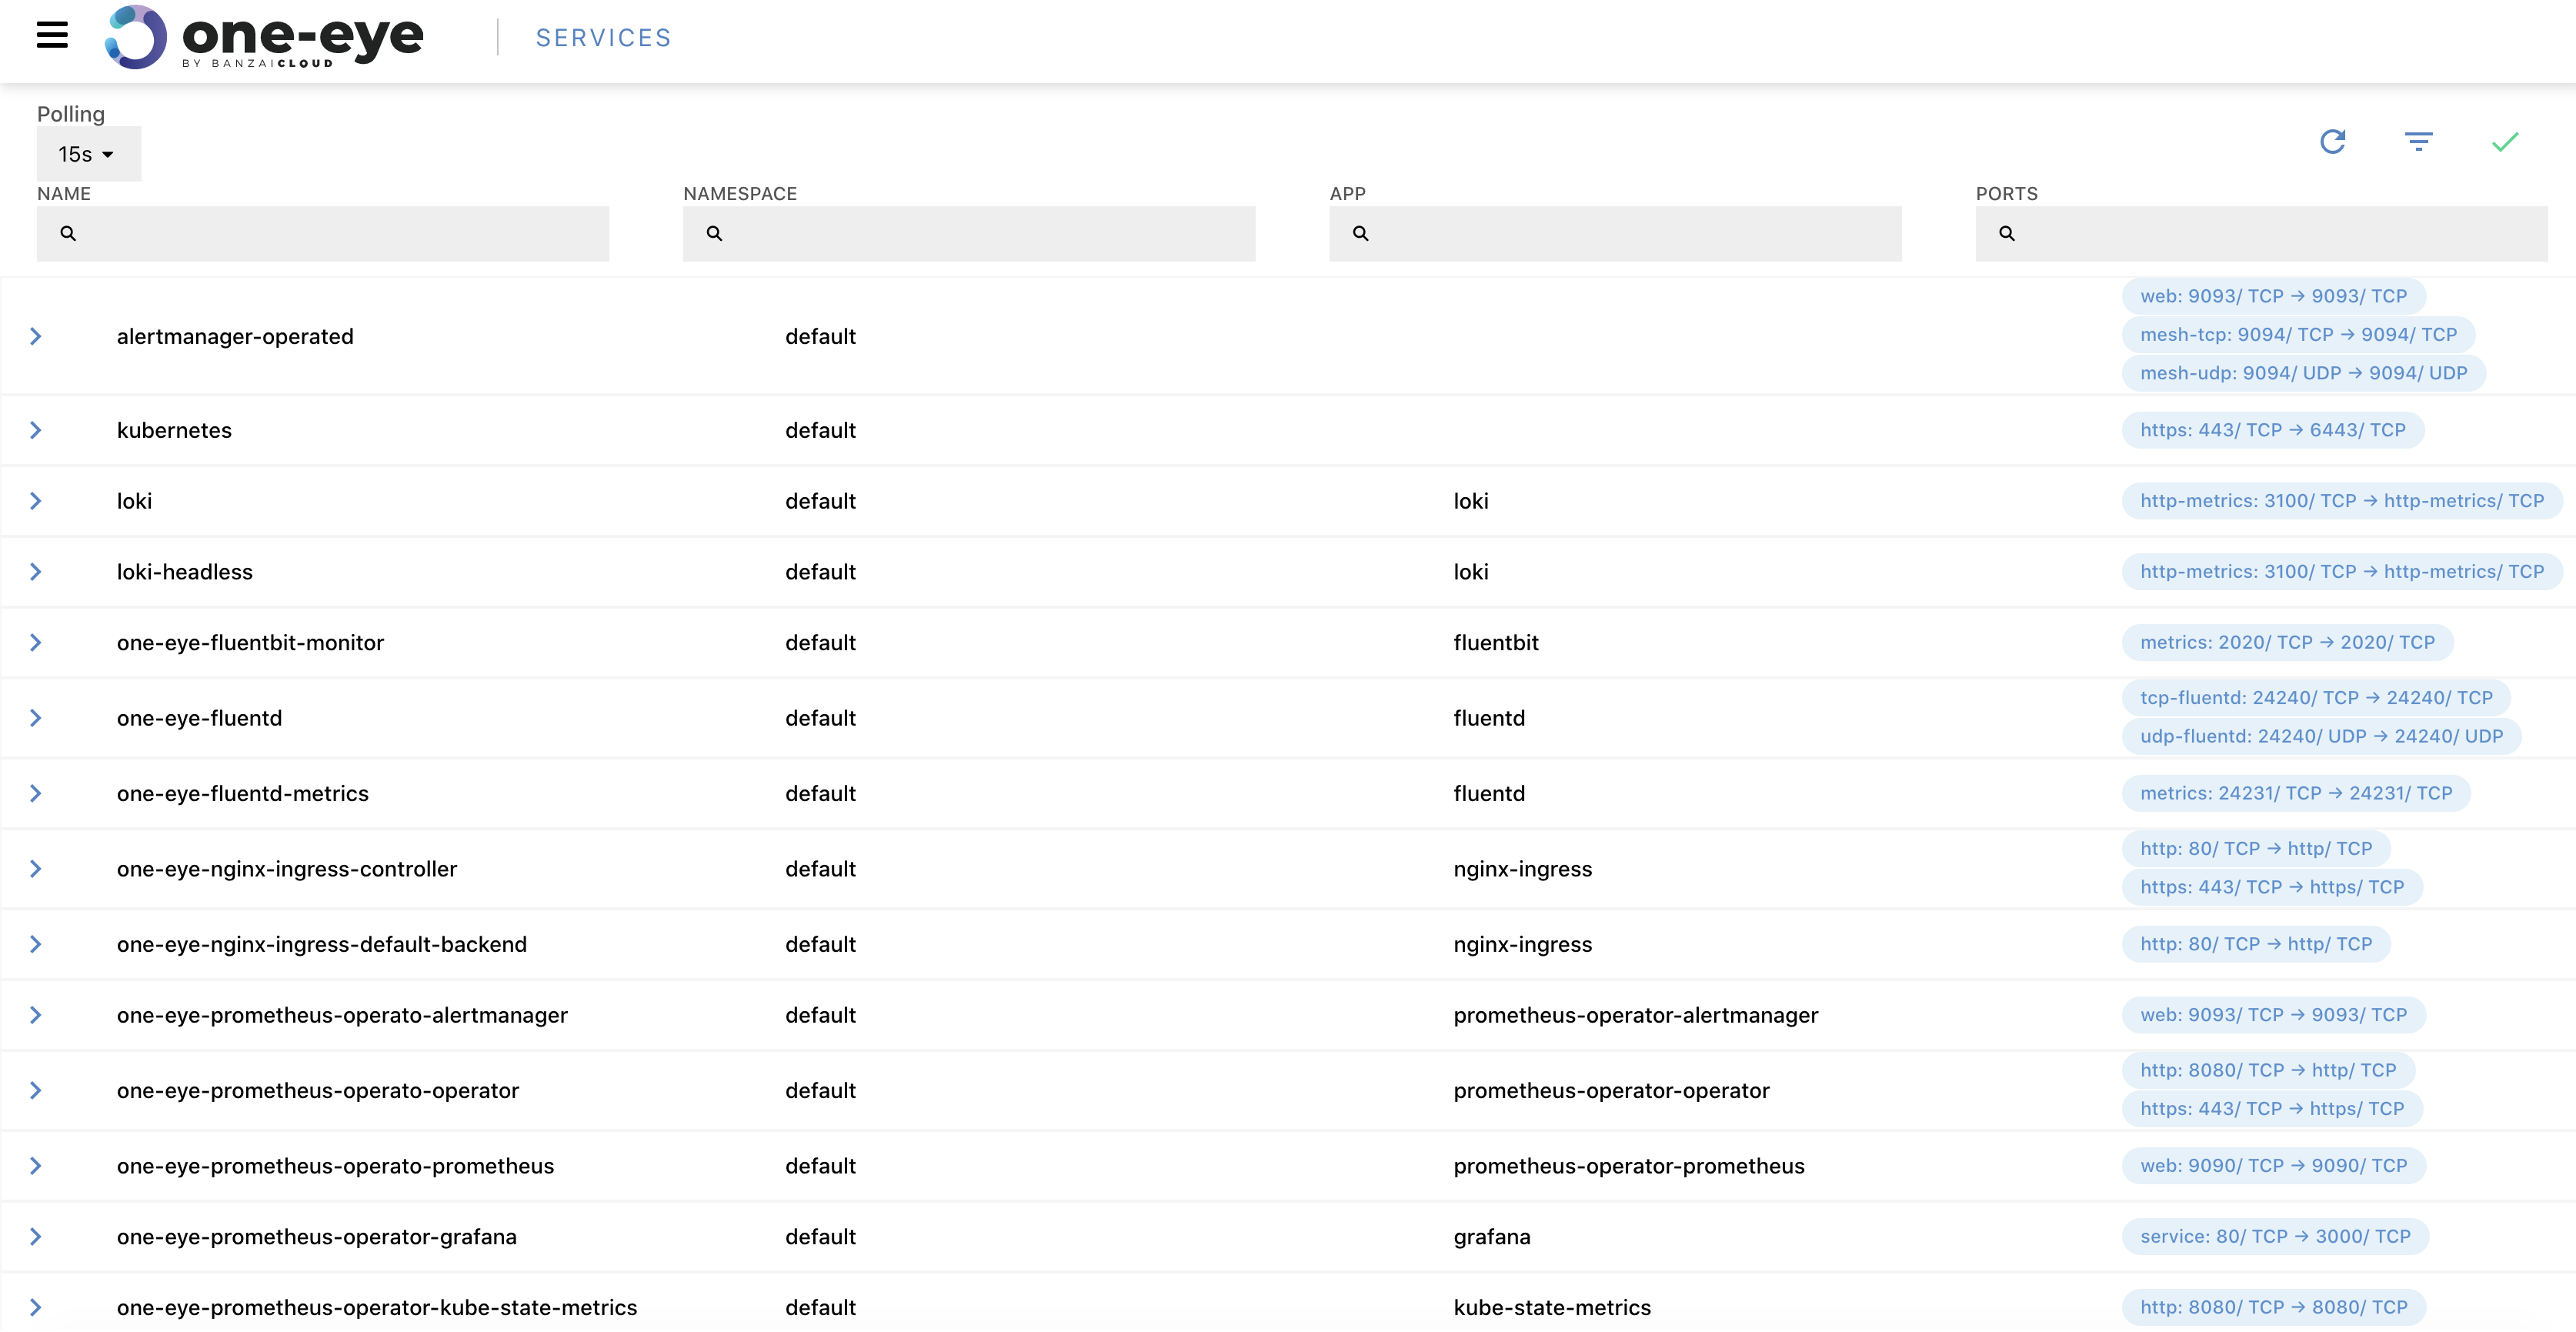 one-eye
BY BANZAICLOUD
SERVICES
Polling
15s
NAME NAMESPACE APP PORTS
alertmanager-operated default
web: 9093/ TCP → 9093/ TCP
mesh-tcp: 9094/ TCP → 9094/ TCP
mesh-udp: 9094/ UDP → 9094/ UDP
kubernetes default https: 443/ TCP → 6443/ TCP
loki default loki http-metrics: 3100/ TCP → http-metrics/ TCP
loki-headless default loki http-metrics: 3100/ TCP → http-metrics/ TCP
one-eye-fluentbit-monitor default fluentbit metrics: 2020/ TCP → 2020/ TCP
one-eye-fluentd default fluentd
tcp-fluentd: 24240/ TCP → 24240/ TCP
udp-fluentd: 24240/ UDP → 24240/ UDP
one-eye-fluentd-metrics default fluentd metrics: 24231/ TCP → 24231/ TCP
one-eye-nginx-ingress-controller default nginx-ingress
http: 80/ TCP → http/ TCP
https: 443/ TCP → https/ TCP
one-eye-nginx-ingress-default-backend default nginx-ingress http: 80/ TCP → http/ TCP
one-eye-prometheus-operato-alertmanager default prometheus-operator-alertmanager web: 9093/ TCP → 9093/ TCP
one-eye-prometheus-operato-operator default prometheus-operator-operator
http: 8080/ TCP → http/ TCP
https: 443/ TCP → https/ TCP
one-eye-prometheus-operato-prometheus default prometheus-operator-prometheus web: 9090/ TCP → 9090/ TCP
one-eye-prometheus-operator-grafana default grafana service: 80/ TCP → 3000/ TCP
one-eye-prometheus-operator-kube-state-metrics default kube-state-metrics http: 8080/ TCP → 8080/ TCP